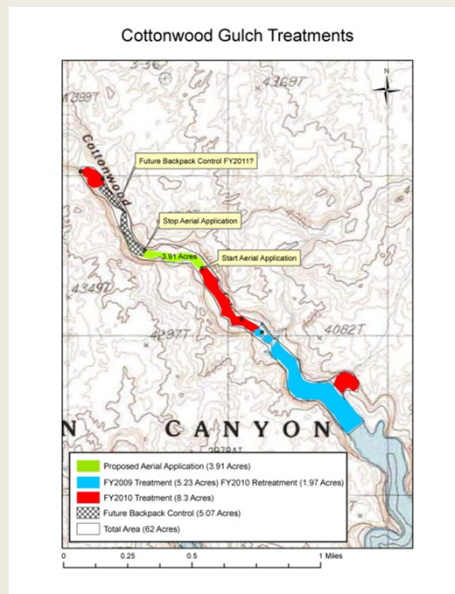 Cottonwood Gulch Treatments
4369T
N
Cottonwood
Future Backpack Control FY2011?
Stop Aerial Application
3.91 Acres
Start Aerial Application
4349T
4297T
4082T
N CANYON
Proposed Aerial Application (3.91 Acres)
FY2009 Treatment (5.23 Acres) FY2010 Retreatment (1.97 Acres)
FY2010 Treatment (8.3 Acres)
Future Backpack Control (5.07 Acres)
Total Area (62 Acres)
0 0.25 0.5 1 Miles